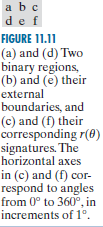 a b c
d e f
FIGURE 11.11
(a) and (d) Two
binary regions,
(b) and (e) their
external
boundaries, and
(c) and (f) their
corresponding r(θ)
signatures. The
horizontal axes
in (c) and (f) cor-
respond to angles
from 0° to 360°, in
increments of 1°.